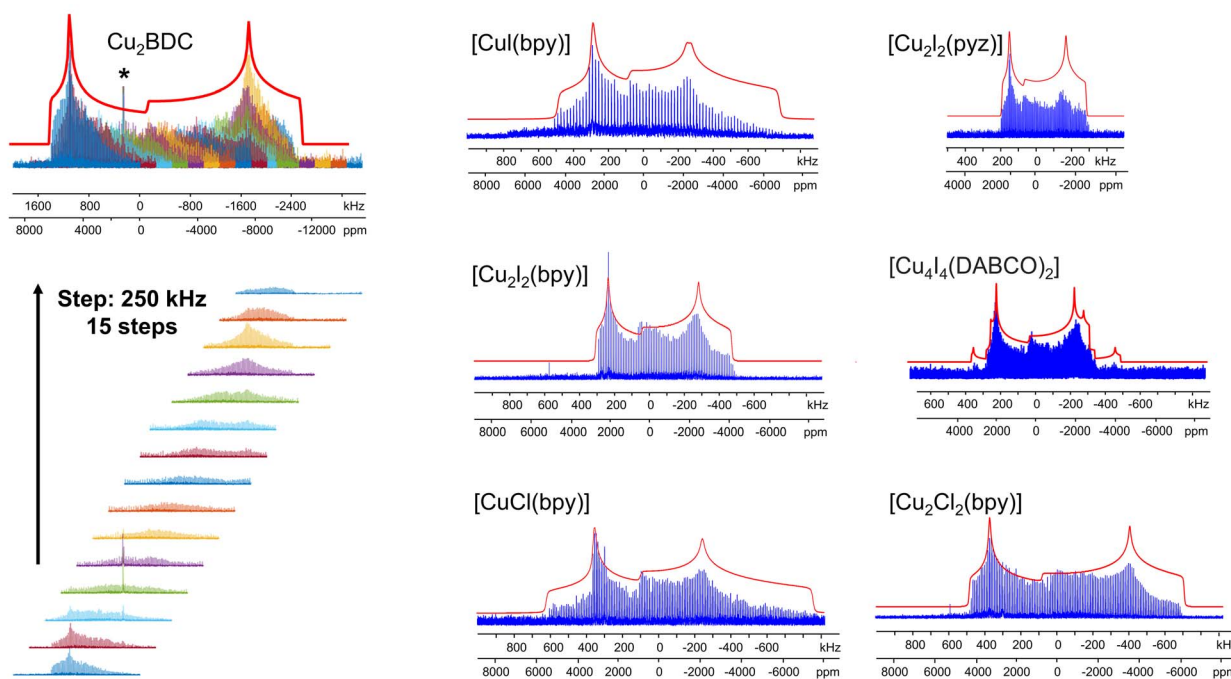 Cu₂BDC
*
1600 800 0 -800 -1600 -2400 kHz
8000 4000 0 -4000 -8000 -12000 ppm
Step: 250 kHz
15 steps
[CuI(bpy)]
800 600 400 200 0 -200 -400 -600 kHz
8000 6000 4000 2000 0 -2000 -4000 -6000 ppm
[Cu₂I₂(pyz)]
400 200 0 -200 kHz
4000 2000 0 -2000 ppm
[Cu₂I₂(bpy)]
800 600 400 200 0 -200 -400 -600 kHz
8000 6000 4000 2000 0 -2000 -4000 -6000 ppm
[Cu₄I₄(DABCO)₂]
600 400 200 0 -200 -400 kHz
4000 2000 0 -2000 -4000 -6000 ppm
[CuCl(bpy)]
800 600 400 200 0 -200 -400 -600 kHz
8000 6000 4000 2000 0 -2000 -4000 -6000 ppm
[Cu₂Cl₂(bpy)]
800 600 400 200 0 -200 -400 -600 kH
8000 6000 4000 2000 0 -2000 -4000 -6000 ppm